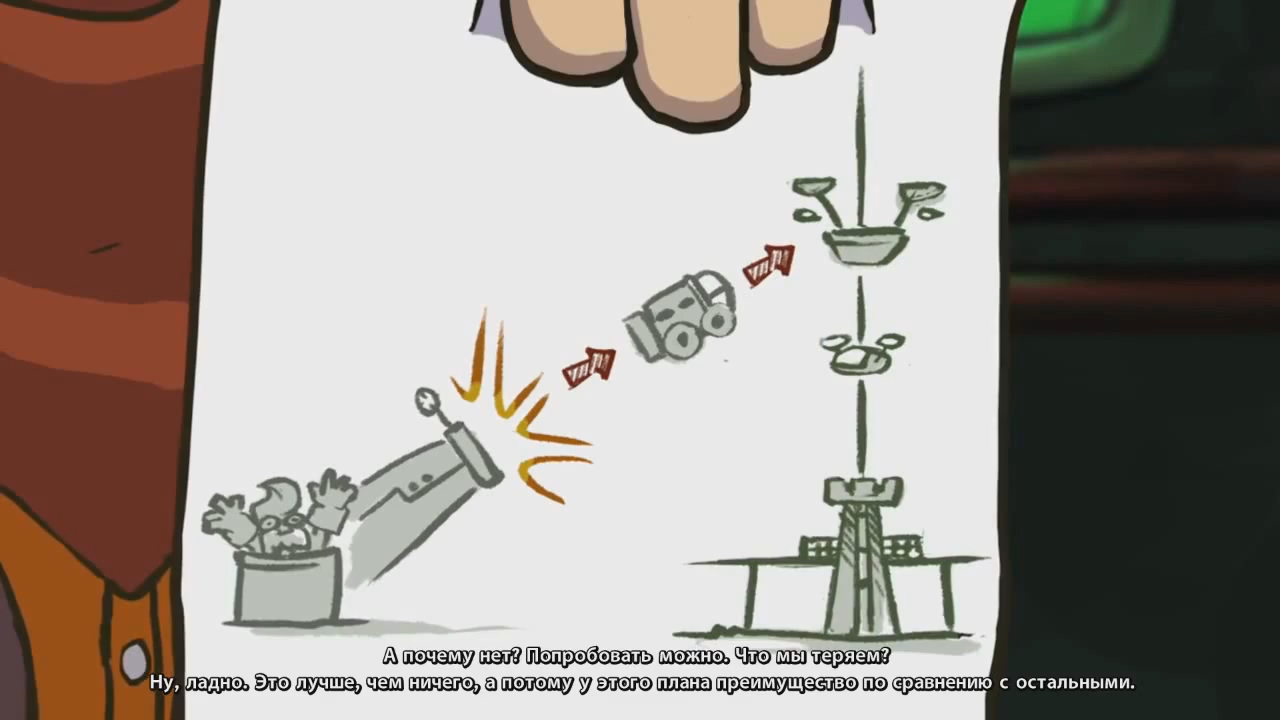 А почему нет? Попробовать можно. Что мы теряем?
Ну, ладно. Это лучше, чем ничего, а потому у этого плана преимущество по сравнению с остальными.